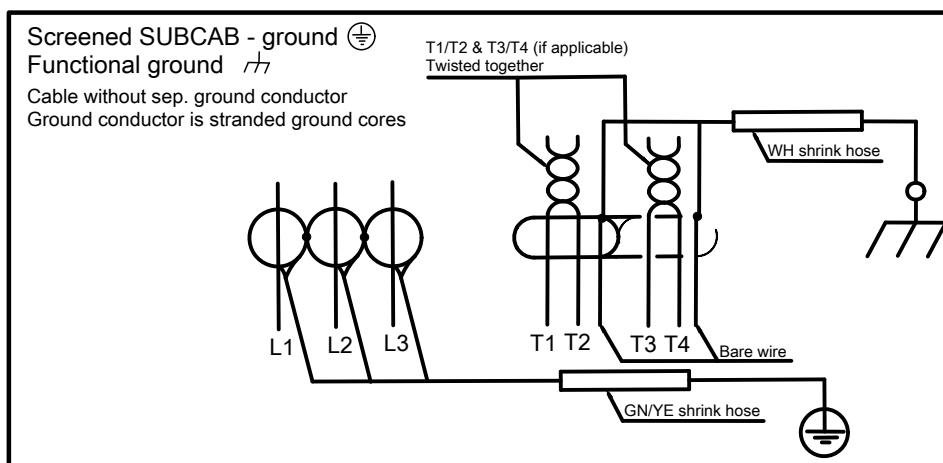 Screened SUBCAB - ground
Functional ground
Cable without sep. ground conductor
Ground conductor is stranded ground cores
T1/T2 & T3/T4 (if applicable)
Twisted together
WH shrink hose
L1 L2 L3
T1 T2 T3 T4
Bare wire
GN/YE shrink hose